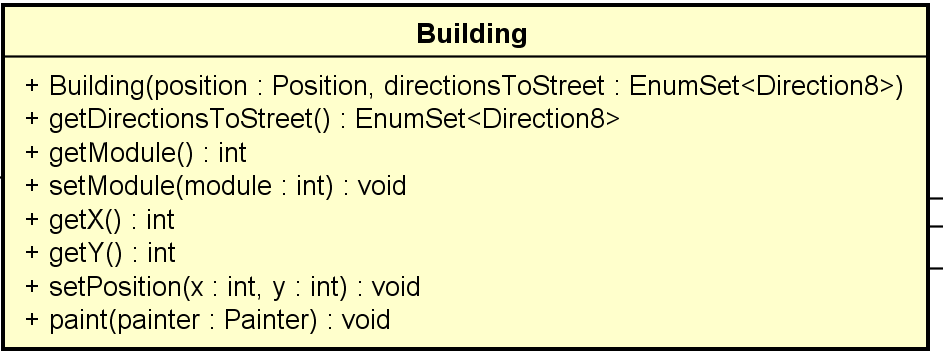 Building
+ Building(position : Position, directionsToStreet : EnumSet<Direction8>)
+ getDirectionsToStreet() : EnumSet<Direction8>
+ getModule() : int
+ setModule(module : int) : void
+ getX() : int
+ getY() : int
+ setPosition(x : int, y : int) : void
+ paint(painter : Painter) : void